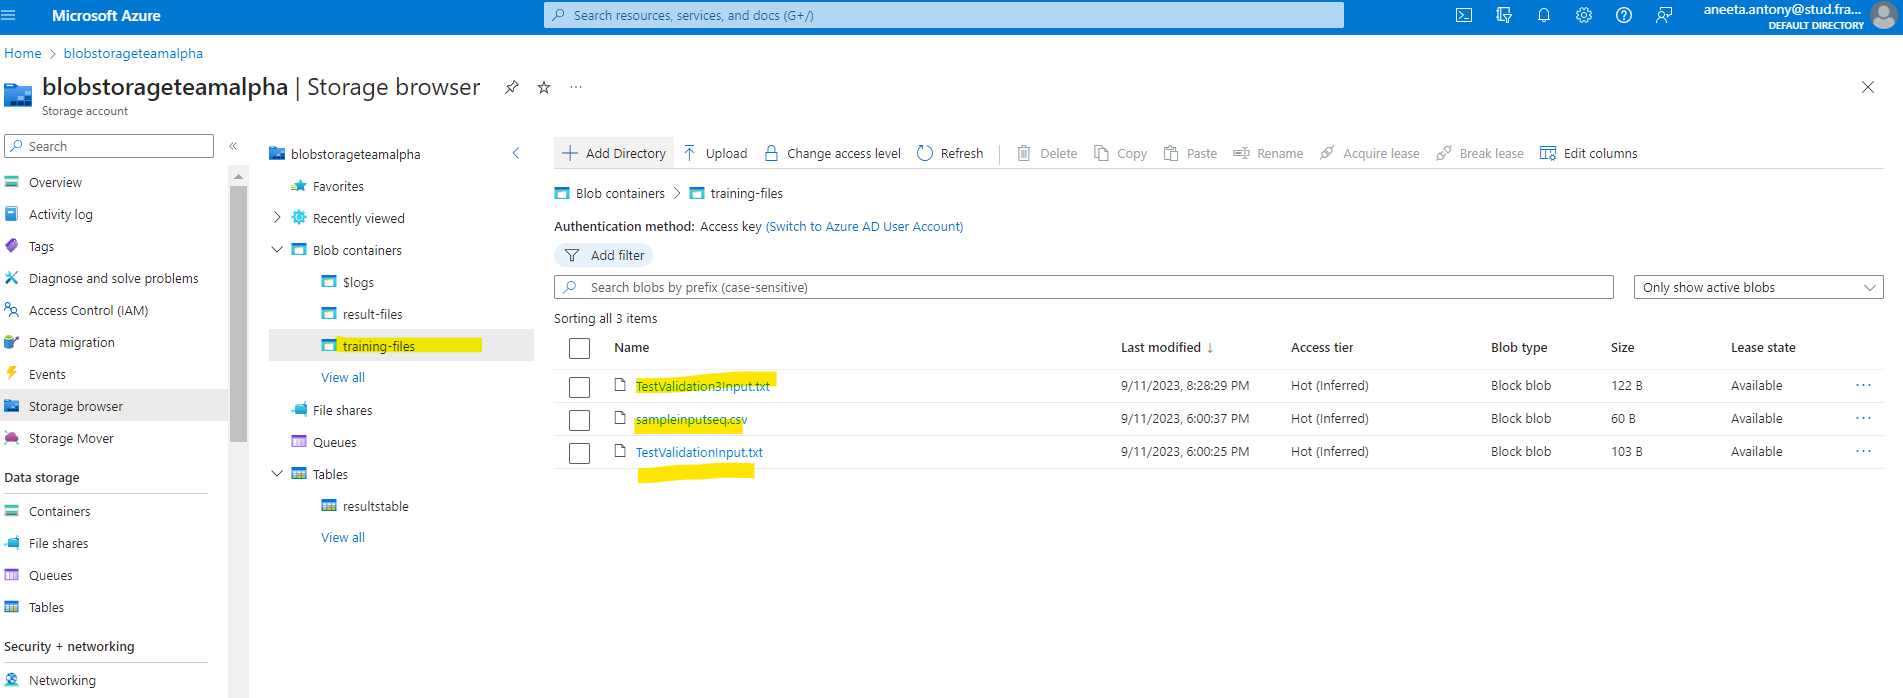 Microsoft Azure
Search resources, services, and docs (G+/)
aneeta.antony@stud.fra...
DEFAULT DIRECTORY
Home > blobstorageteamalpha
blobstorageteamalpha | Storage browser ...
Storage account
Search
«
Overview
Activity log
Tags
Diagnose and solve problems
Access Control (IAM)
Data migration
Events
Storage browser
Storage Mover
Data storage
Containers
File shares
Queues
Tables
Security + networking
Networking
blobstorageteamalpha
Favorites
Recently viewed
Blob containers
$logs
result-files
training-files
View all
File shares
Queues
Tables
resultstable
View all
Add Directory Upload Change access level Refresh Delete Copy Paste Rename Acquire lease Break lease Edit columns
Blob containers > training-files
Authentication method: Access key (Switch to Azure AD User Account)
Add filter
Search blobs by prefix (case-sensitive) Only show active blobs
Sorting all 3 items
Name Last modified ↓ Access tier Blob type Size Lease state
TestValidation3Input.txt 9/11/2023, 8:28:29 PM Hot (Inferred) Block blob 122 B Available ...
sampleinputseq.csv 9/11/2023, 6:00:37 PM Hot (Inferred) Block blob 60 B Available ...
TestValidationInput.txt 9/11/2023, 6:00:25 PM Hot (Inferred) Block blob 103 B Available ...